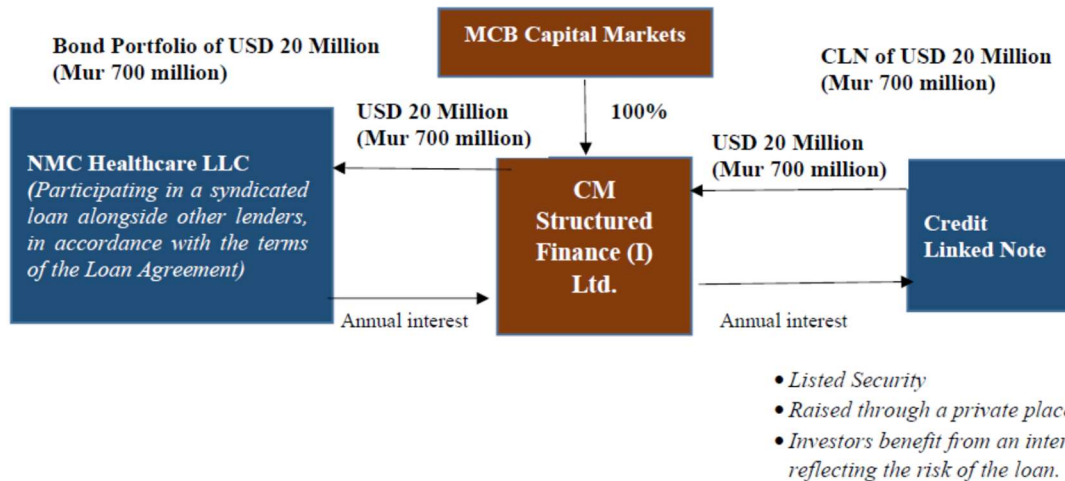 MCB Capital Markets
Bond Portfolio of USD 20 Million
(Mur 700 million)
CLN of USD 20 Million
(Mur 700 million)
USD 20 Million
(Mur 700 million)
100%
USD 20 Million
(Mur 700 million)
NMC Healthcare LLC
(Participating in a syndicated
loan alongside other lenders,
in accordance with the terms
of the Loan Agreement)
CM
Structured
Finance (I)
Ltd.
Credit
Linked Note
Annual interest
Annual interest
• Listed Security
• Raised through a private place
• Investors benefit from an inter
reflecting the risk of the loan.